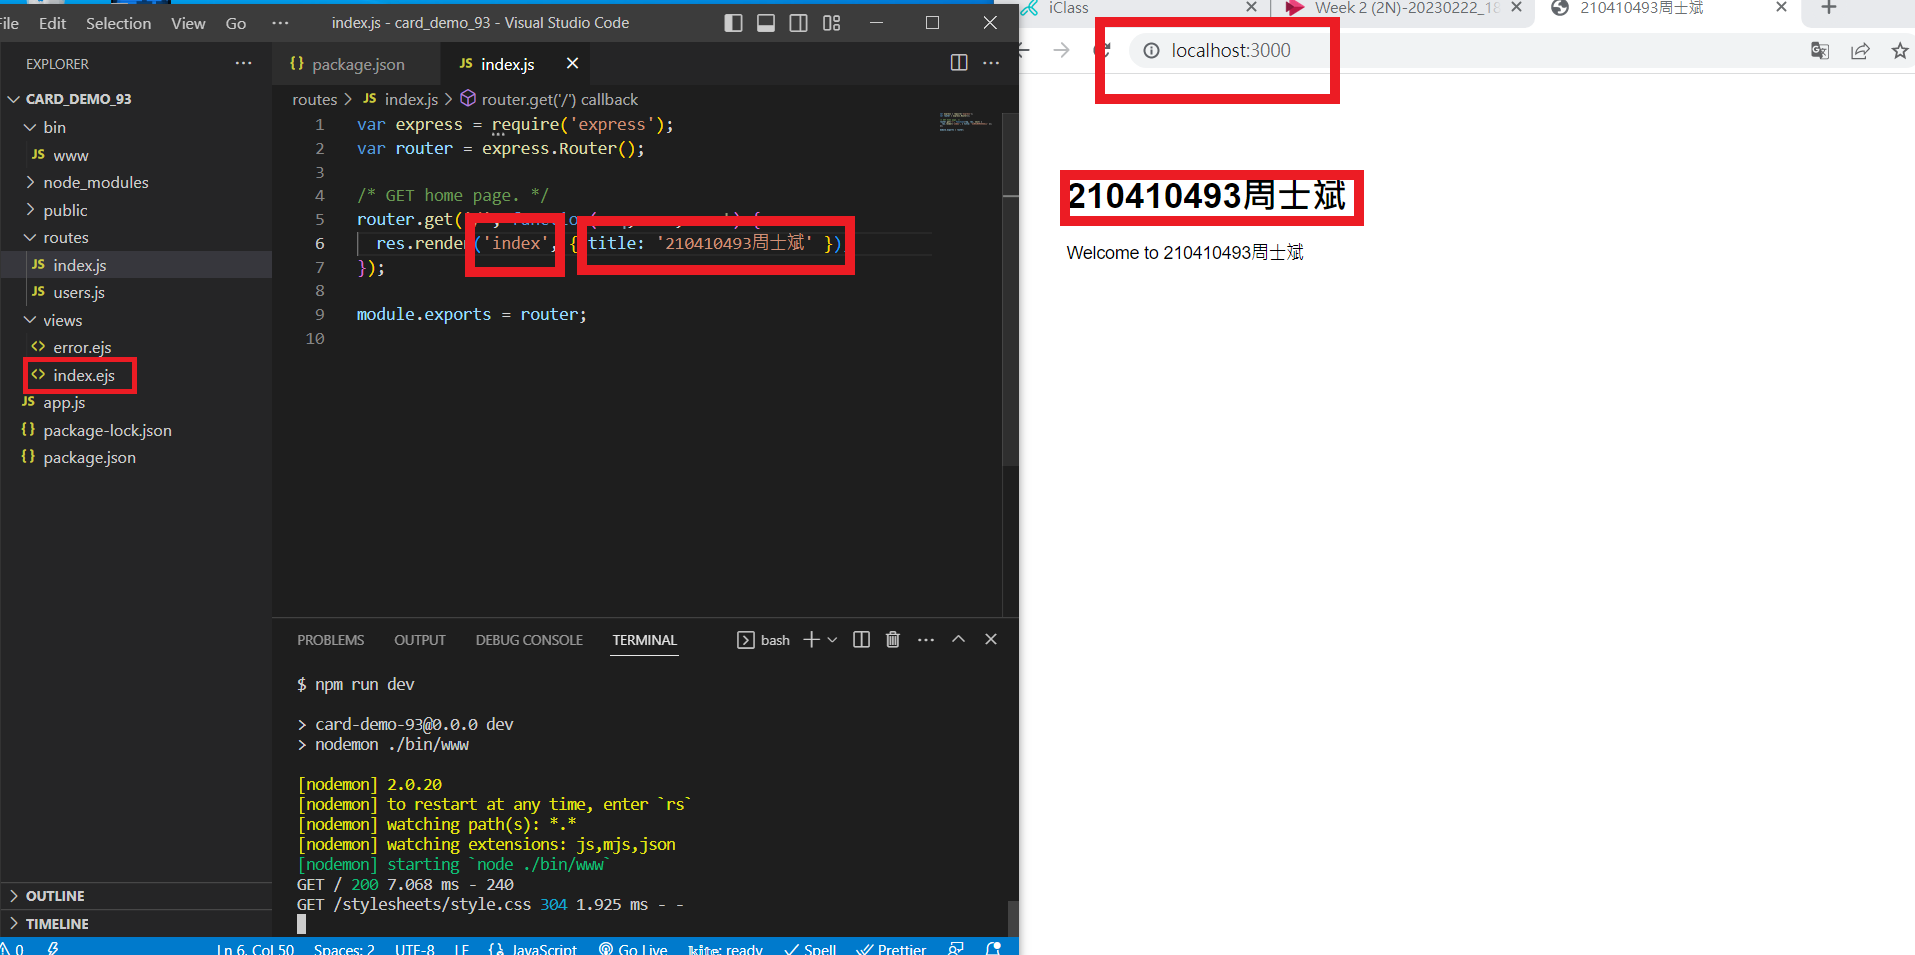 File Edit Selection View Go ··· index.js - card_demo_93 - Visual Studio Code
EXPLORER ···
CARD_DEMO_93
bin
JS www
node_modules
public
routes
JS index.js
JS users.js
views
<> error.ejs
<> index.ejs
JS app.js
{} package-lock.json
{} package.json
OUTLINE
TIMELINE
{} package.json JS index.js
routes > JS index.js > router.get('/') callback
1 var express = require('express');
2 var router = express.Router();
3
4 /* GET home page. */
5 router.get(
6 res.render('index', { title: '210410493周士斌' })
7 });
8
9 module.exports = router;
10
PROBLEMS OUTPUT DEBUG CONSOLE TERMINAL bash
$ npm run dev
> card-demo-93@0.0.0 dev
> nodemon ./bin/www
[nodemon] 2.0.20
[nodemon] to restart at any time, enter `rs`
[nodemon] watching path(s): *.*
[nodemon] watching extensions: js,mjs,json
[nodemon] starting `node ./bin/www`
GET / 200 7.068 ms - 240
GET /stylesheets/style.css 304 1.925 ms - -
0 Ln 6, Col 50 Spaces: 2 UTF-8 LF {} JavaScript Go Live kite: ready Spell Prettier
iClass Week 2 (2N)-20230222_18 210410493周士斌
localhost:3000
210410493周士斌
Welcome to 210410493周士斌